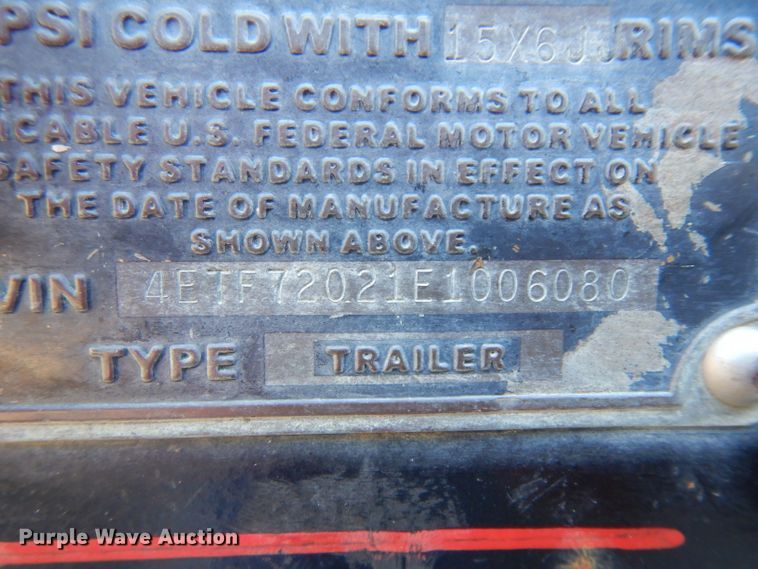 PSI COLD WITH 15X6JJ RIMS
THIS VEHICLE CONFORMS TO ALL
ICABLE U.S. FEDERAL MOTOR VEHICLE
SAFETY STANDARDS IN EFFECT ON
THE DATE OF MANUFACTURE AS
SHOWN ABOVE.
VIN 4ETF72021E1006080
TYPE TRAILER
Purple Wave Auction